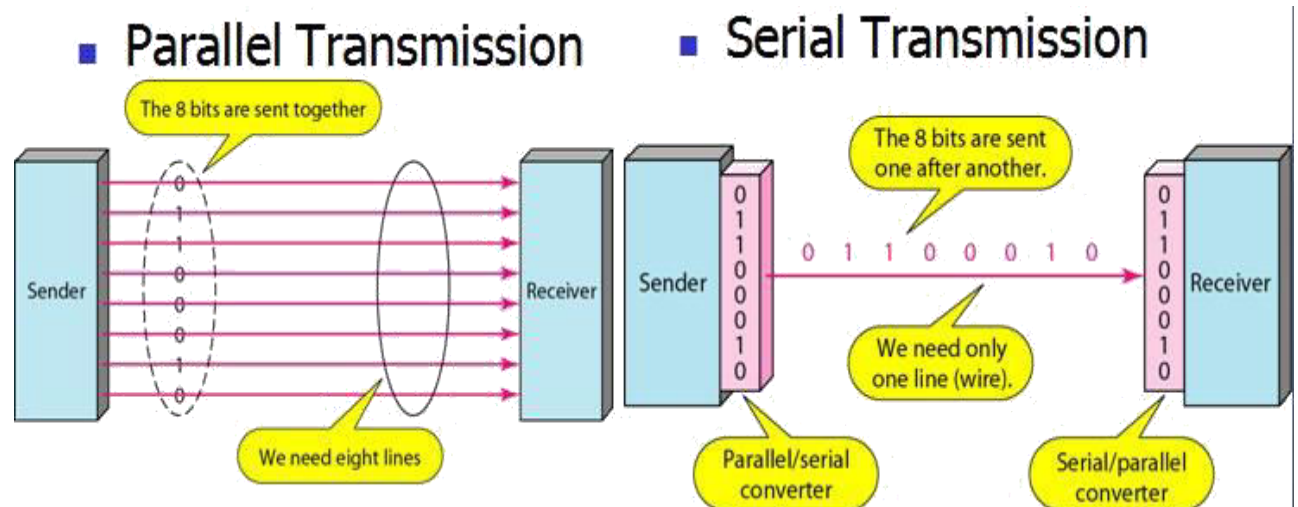 ▪ Parallel Transmission
The 8 bits are sent together
Sender
0
1
1
0
0
0
1
0
Receiver
We need eight lines
▪ Serial Transmission
The 8 bits are sent
one after another.
Sender
0
1
1
0
0
0
1
0
0 1 1 0 0 0 1 0
We need only
one line (wire).
0
1
1
0
0
0
1
0
Receiver
Parallel/serial
converter
Serial/parallel
converter